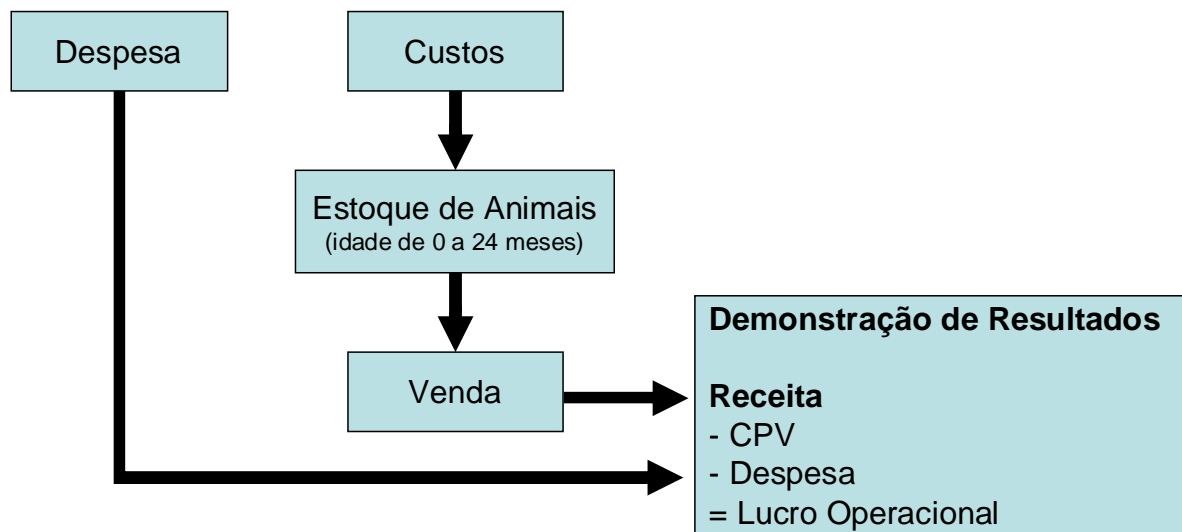 Despesa
Custos
Estoque de Animais
(idade de 0 a 24 meses)
Venda
Demonstração de Resultados
Receita
- CPV
- Despesa
= Lucro Operacional